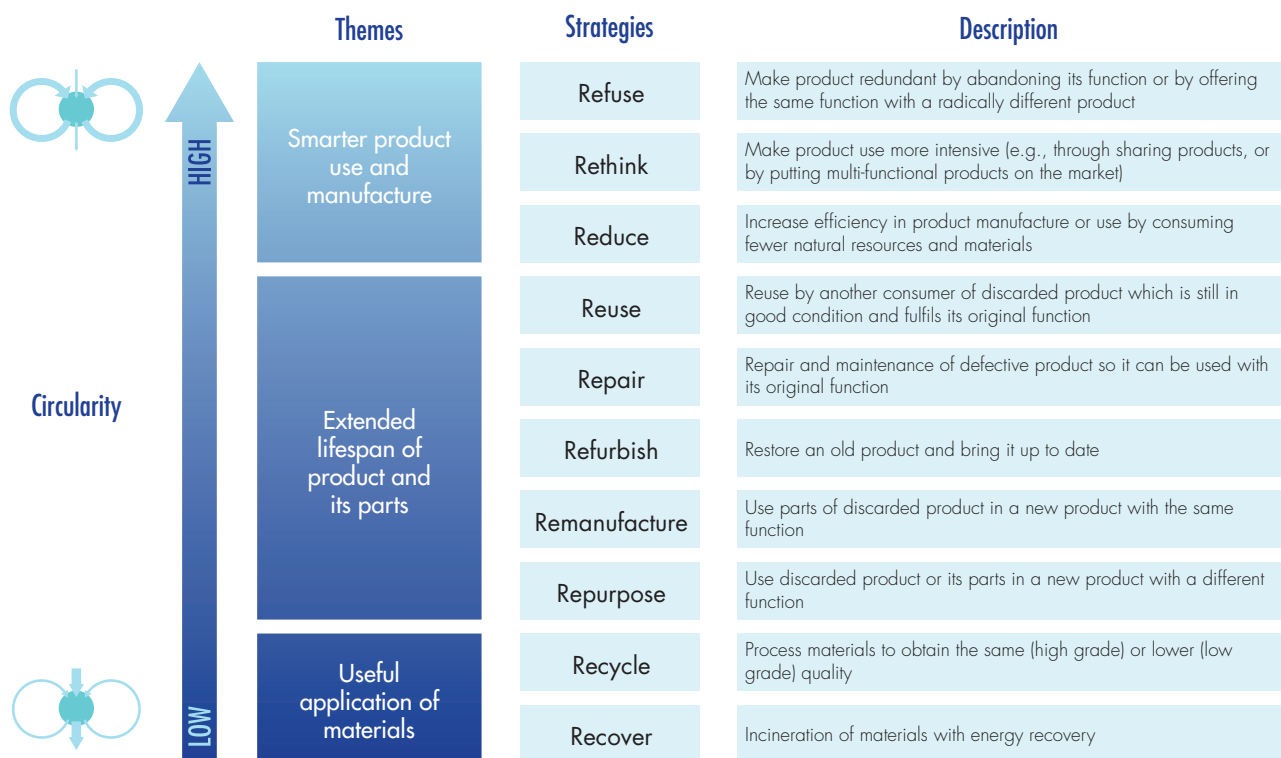 Themes
Strategies
Description
Circularity
HIGH
LOW
Smarter product
use and
manufacture
Refuse
Make product redundant by abandoning its function or by offering
the same function with a radically different product
Rethink
Make product use more intensive (e.g., through sharing products, or
by putting multi-functional products on the market)
Reduce
Increase efficiency in product manufacture or use by consuming
fewer natural resources and materials
Extended
lifespan of
product and
its parts
Reuse
Reuse by another consumer of discarded product which is still in
good condition and fulfils its original function
Repair
Repair and maintenance of defective product so it can be used with
its original function
Refurbish
Restore an old product and bring it up to date
Remanufacture
Use parts of discarded product in a new product with the same
function
Repurpose
Use discarded product or its parts in a new product with a different
function
Useful
application of
materials
Recycle
Process materials to obtain the same (high grade) or lower (low
grade) quality
Recover
Incineration of materials with energy recovery